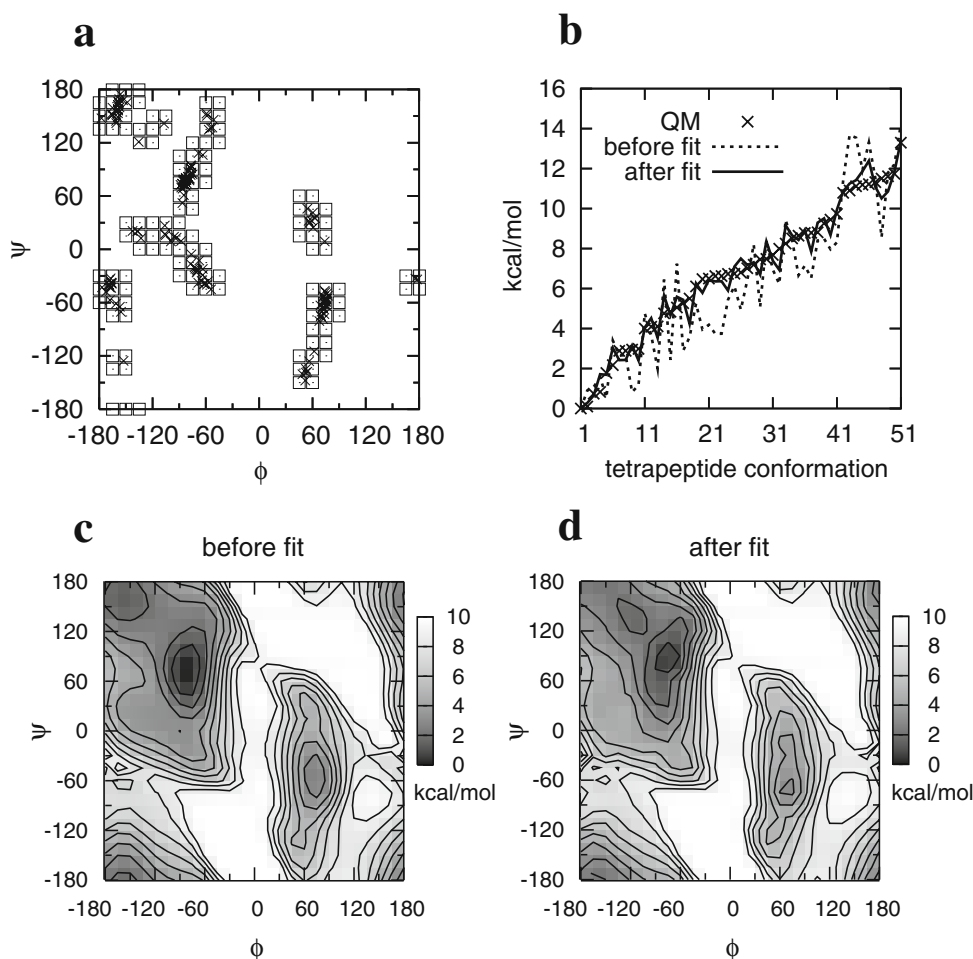 a
180
120
60
0
-60
-120
-180
ψ
-180 -120 -60 0 60 120 180
ϕ
b
16
14
12
10
8
6
4
2
0
kcal/mol
QM
before fit
after fit
1 11 21 31 41 51
tetrapeptide conformation
c
before fit
180
120
60
0
-60
-120
-180
ψ
-180 -120 -60 0 60 120 180
ϕ
10
8
6
4
2
0
kcal/mol
d
after fit
180
120
60
0
-60
-120
-180
ψ
-180 -120 -60 0 60 120 180
ϕ
10
8
6
4
2
0
kcal/mol